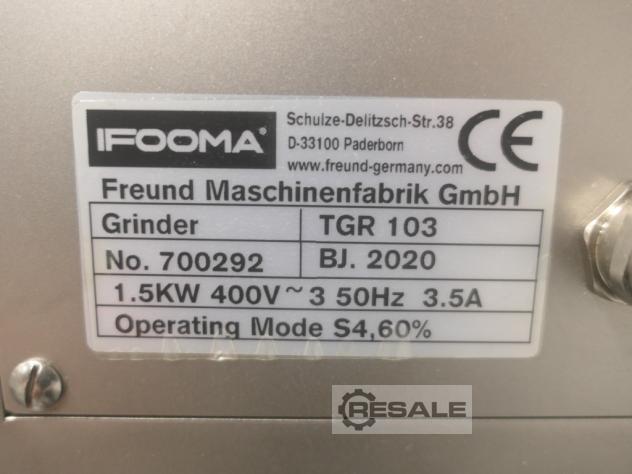 IFOOMA®
Schulze-Delitzsch-Str.38
D-33100 Paderborn
www.freund-germany.com
CE
Freund Maschinenfabrik GmbH
Grinder TGR 103
No. 700292 BJ. 2020
1.5KW 400V~3 50Hz 3.5A
Operating Mode S4,60%
RESALE